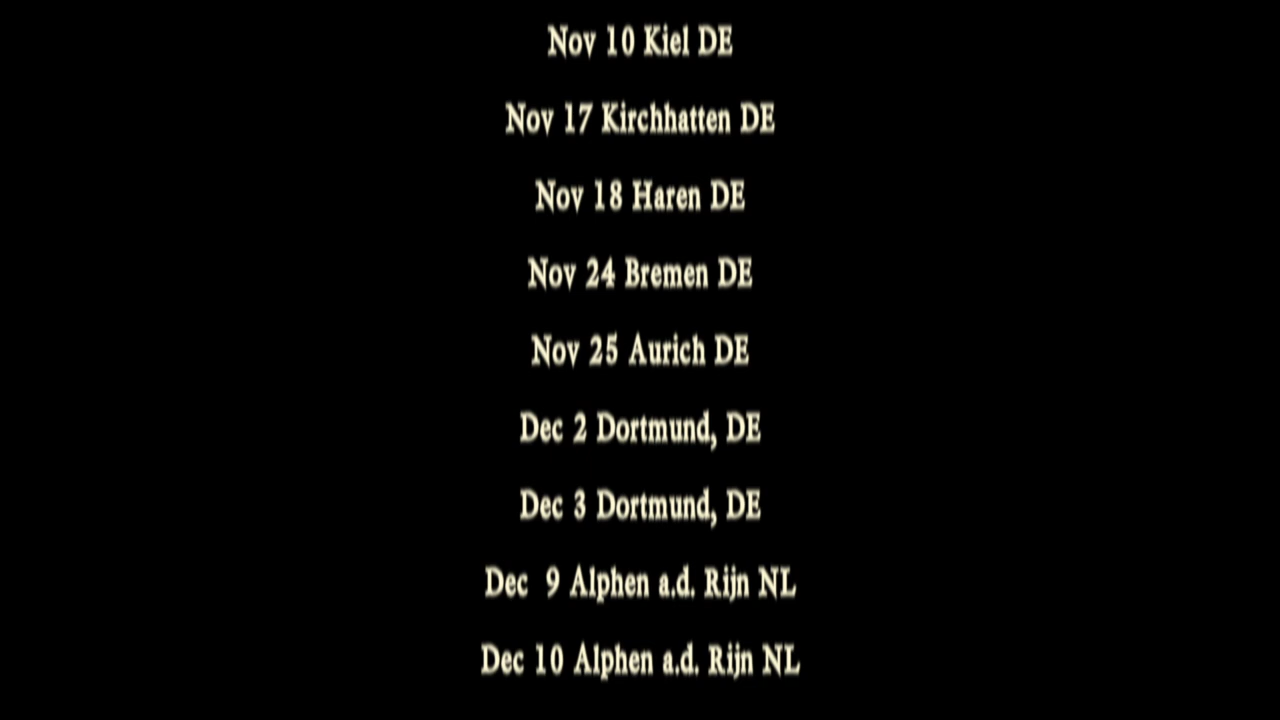 Nov 10 Kiel DE
Nov 17 Kirchhatten DE
Nov 18 Haren DE
Nov 24 Bremen DE
Nov 25 Aurich DE
Dec 2 Dortmund, DE
Dec 3 Dortmund, DE
Dec  9 Alphen a.d. Rijn NL
Dec 10 Alphen a.d. Rijn NL